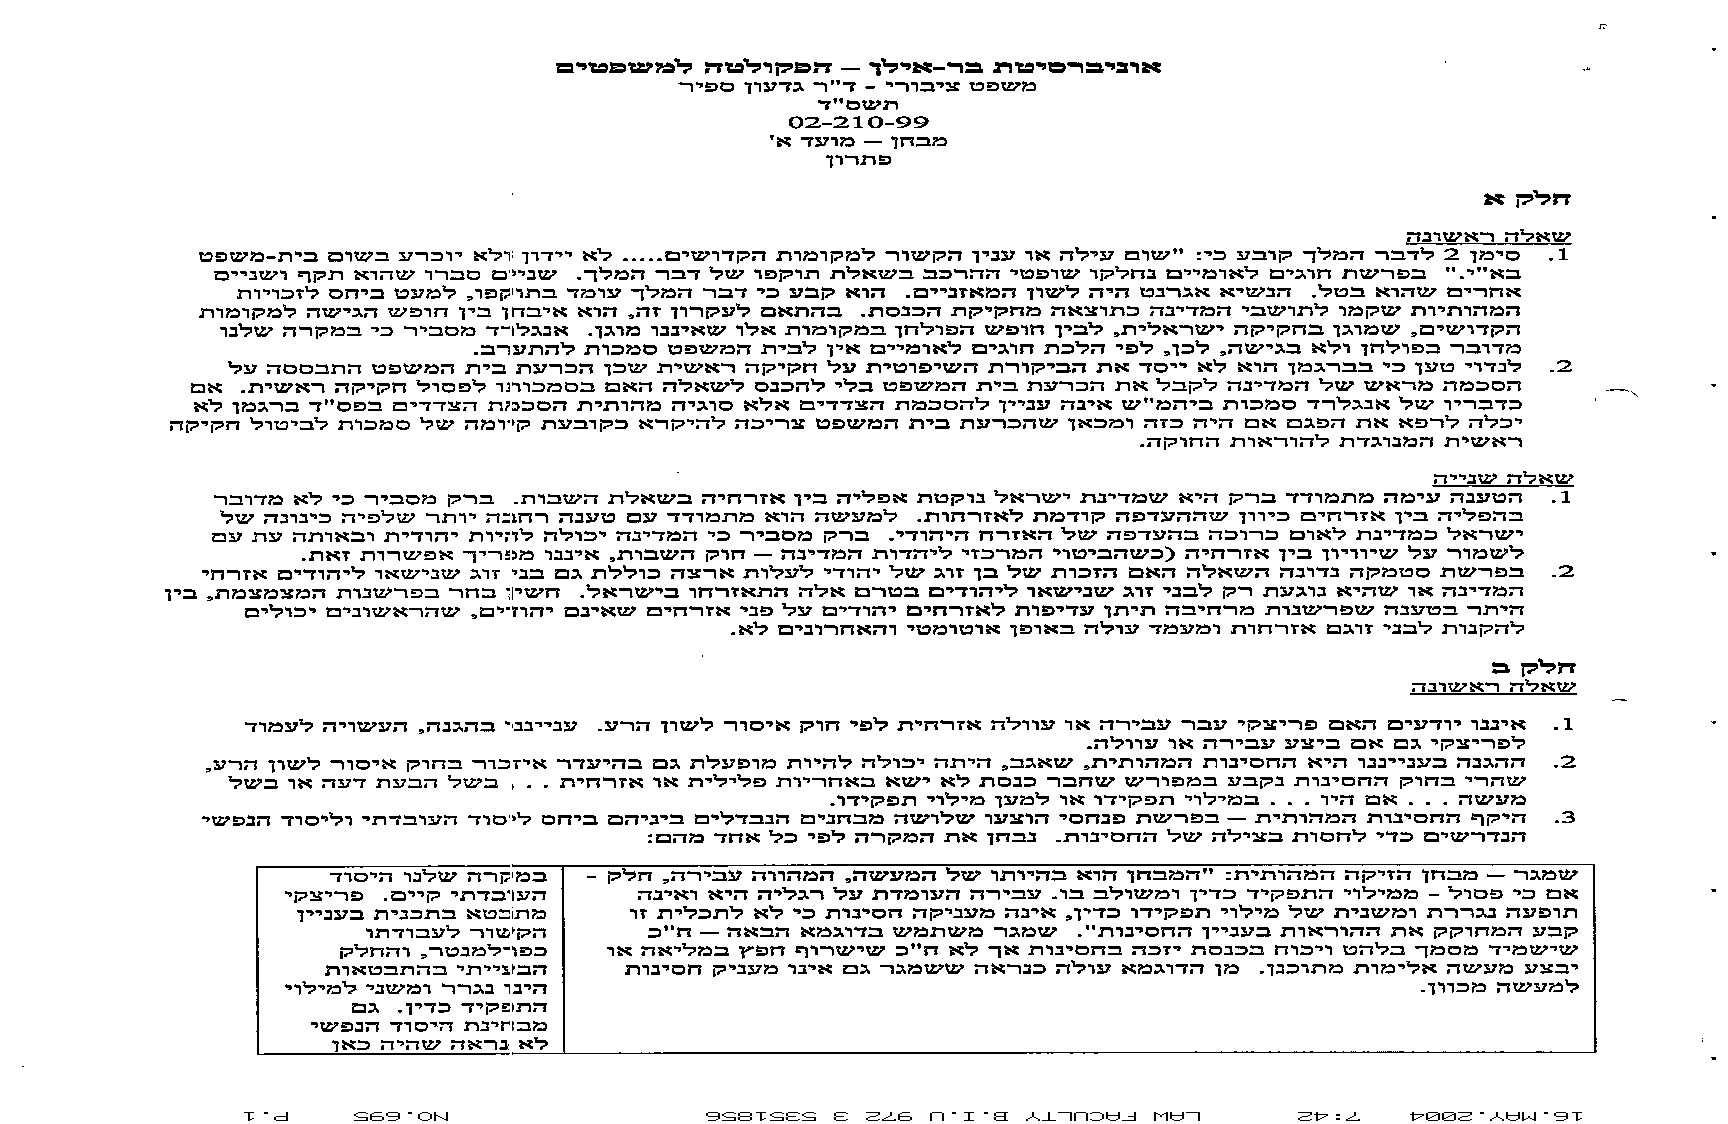 אוניברסיטת בר-אילן – הפקולטה למשפטים
משפט ציבורי - ד"ר גדעון ספיר
תשס"ד
02-210-99
מבחן – מועד א'
פתרון
חלק א
שאלה ראשונה
1. סימן 2 לדבר המלך קובע כי: "שום עילה או ענין הקשור למקומות הקדושים..... לא יידון ולא יוכרע בשום בית-משפט
בא"י." בפרשת חוגים לאומיים נחלקו שופטי ההרכב בשאלת תוקפו של דבר המלך. שניים סברו שהוא תקף ושניים
אחרים שהוא בטל. הנשיא אגרנט היה לשון המאזניים. הוא קבע כי דבר המלך עומד בתוקפו, למעט ביחס לזכויות
המהותיות שקמו לתושבי המדינה כתוצאה מחקיקת הכנסת. בהתאם לעקרון זה, הוא איבחן בין חופש הגישה למקומות
הקדושים, שמוגן בחקיקה ישראלית, לבין חופש הפולחן במקומות אלו שאיננו מוגן. אנגלרד מסביר כי במקרה שלנו
מדובר בפולחן ולא בגישה, לכן, לפי הלכת חוגים לאומיים אין לבית המשפט סמכות להתערב.
2. לנדוי טען כי בברגמן הוא לא ייסד את הביקורת השיפוטית על חקיקה ראשית שכן הכרעת בית המשפט התבססה על
הסכמה מראש של המדינה לקבל את הכרעת בית המשפט בלי להכנס לשאלה האם בסמכותו לפסול חקיקה ראשית. אם
כדבריו של אנגלרד סמכות ביהמ"ש אינה עניין להסכמת הצדדים אלא סוגיה מהותית הסכמת הצדדים בפס"ד ברגמן לא
יכלה לרפא את הפגם אם היה כזה ומכאן שהכרעת בית המשפט צריכה להיקרא כקובעת קיומה של סמכות לביטול חקיקה
ראשית המנוגדת להוראות החוקה.
שאלה שנייה
1. הטענה עימה מתמודד ברק היא שמדינת ישראל נוקטת אפליה בין אזרחיה בשאלת השבות. ברק מסביר כי לא מדובר
בהפליה בין אזרחים כיוון שההעדפה קודמת לאזרחות. למעשה הוא מתמודד עם טענה רחבה יותר שלפיה כינונה של
ישראל כמדינת לאום כרוכה בהעדפה של האזרח היהודי. ברק מסביר כי המדינה יכולה להיות יהודית ובאותה עת עם
לשמור על שיוויון בין אזרחיה (כשהביטוי המרכזי ליהדות המדינה – חוק השבות, איננו מפריך אפשרות זאת.
2. בפרשת סטמקה נדונה השאלה האם הזכות של בן זוג של יהודי לעלות ארצה כוללת גם בני זוג שנישאו ליהודים אזרחי
המדינה או שהיא נוגעת רק לבני זוג שנישאו ליהודים בטרם אלה התאזרחו בישראל. חשין בחר בפרשנות המצמצמת, בין
היתר בטענה שפרשנות מרחיבה תיתן עדיפות לאזרחים יהודים על פני אזרחים שאינם יהודים, שהראשונים יכולים
להקנות לבני זוגם אזרחות ומעמד עולה באופן אוטומטי והאחרונים לא.
חלק ב
שאלה ראשונה
1. איננו יודעים האם פריצקי עבר עבירה או עוולה אזרחית לפי חוק איסור לשון הרע. ענייננו בהגנה, העשויה לעמוד
לפריצקי גם אם ביצע עבירה או עוולה.
2. ההגנה בענייננו היא החסינות המהותית, שאגב, היתה יכולה להיות מופעלת גם בהיעדר איזכור בחוק איסור לשון הרע,
שהרי בחוק החסינות נקבע במפורש שחבר כנסת לא ישא באחריות פלילית או אזרחית . . , בשל הבעת דעה או בשל
מעשה . . . אם היו . . . במילוי תפקידו או למען מילוי תפקידו.
3. היקף החסינות המהותית – בפרשת פנחסי הוצעו שלושה מבחנים הנבדלים ביניהם ביחס ליסוד העובדתי וליסוד הנפשי
הנדרשים כדי לחסות בצילה של החסינות. נבחן את המקרה לפי כל אחד מהם:
שמגר – מבחן הזיקה המהותית: "המבחן הוא בהיותו של המעשה, המהווה עבירה, חלק -
אם כי פסול - ממילוי התפקיד כדין ומשולב בו. עבירה העומדת על רגליה היא ואינה
תופעה נגררת ומשנית של מילוי תפקידו כדין, אינה מעניקה חסינות כי לא לתכלית זו
קבע המחוקק את ההוראות בעניין החסינות". שמגר משתמש בדוגמא הבאה – ח"כ
שישמיד מסמך בלהט ויכוח בכנסת יזכה בחסינות אך לא ח"כ שישרוף חפץ במליאה או
יבצע מעשה אלימות מתוכנן. מן הדוגמא עולה כנראה ששמגר גם אינו מעניק חסינות
למעשה מכוון.
במקרה שלנו היסוד
העובדתי קיים. פריצקי
מתבטא בתכנית בעניין
הקשור לעבודתו
כפרלמנטר, והחלק
הבעייתי בהתבטאות
הינו נגרר ומשני למילוי
התפקיד כדין. גם
מבחינת היסוד הנפשי
לא נראה שהיה כאן
16.MAY.2004 7:42 LAW FACULTY B.I.U 972 3 5351856 NO.695 P.1